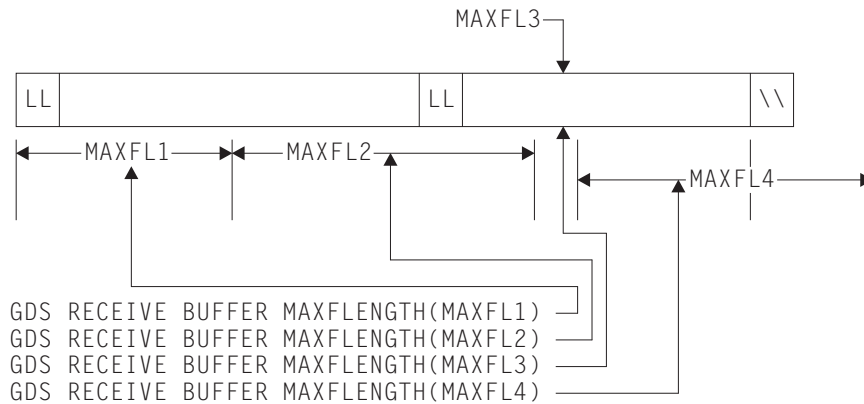 MAXFL3
LL LL \\
MAXFL1 MAXFL2
MAXFL4
GDS RECEIVE BUFFER MAXFLENGTH(MAXFL1)
GDS RECEIVE BUFFER MAXFLENGTH(MAXFL2)
GDS RECEIVE BUFFER MAXFLENGTH(MAXFL3)
GDS RECEIVE BUFFER MAXFLENGTH(MAXFL4)